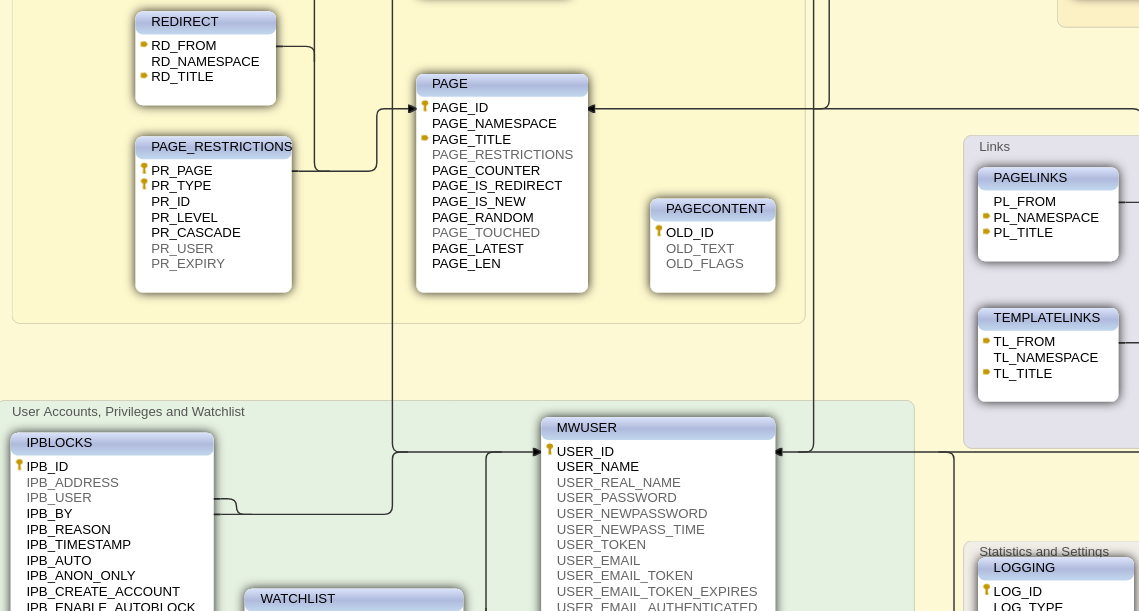 REDIRECT
RD_FROM
RD_NAMESPACE
RD_TITLE
PAGE
PAGE_ID
PAGE_NAMESPACE
PAGE_TITLE
PAGE_RESTRICTIONS
PAGE_COUNTER
PAGE_IS_REDIRECT
PAGE_IS_NEW
PAGE_RANDOM
PAGE_TOUCHED
PAGE_LATEST
PAGE_LEN
PAGE_RESTRICTIONS
PR_PAGE
PR_TYPE
PR_ID
PR_LEVEL
PR_CASCADE
PR_USER
PR_EXPIRY
PAGECONTENT
OLD_ID
OLD_TEXT
OLD_FLAGS
Links
PAGELINKS
PL_FROM
PL_NAMESPACE
PL_TITLE
TEMPLATELINKS
TL_FROM
TL_NAMESPACE
TL_TITLE
User Accounts, Privileges and Watchlist
IPBLOCKS
IPB_ID
IPB_ADDRESS
IPB_USER
IPB_BY
IPB_REASON
IPB_TIMESTAMP
IPB_AUTO
IPB_ANON_ONLY
IPB_CREATE_ACCOUNT
IPB_ENABLE_AUTOBLOCK
WATCHLIST
MWUSER
USER_ID
USER_NAME
USER_REAL_NAME
USER_PASSWORD
USER_NEWPASSWORD
USER_NEWPASS_TIME
USER_TOKEN
USER_EMAIL
USER_EMAIL_TOKEN
USER_EMAIL_TOKEN_EXPIRES
USER_EMAIL_AUTHENTICATED
Statistics and Settings
LOGGING
LOG_ID
LOG_TYPE